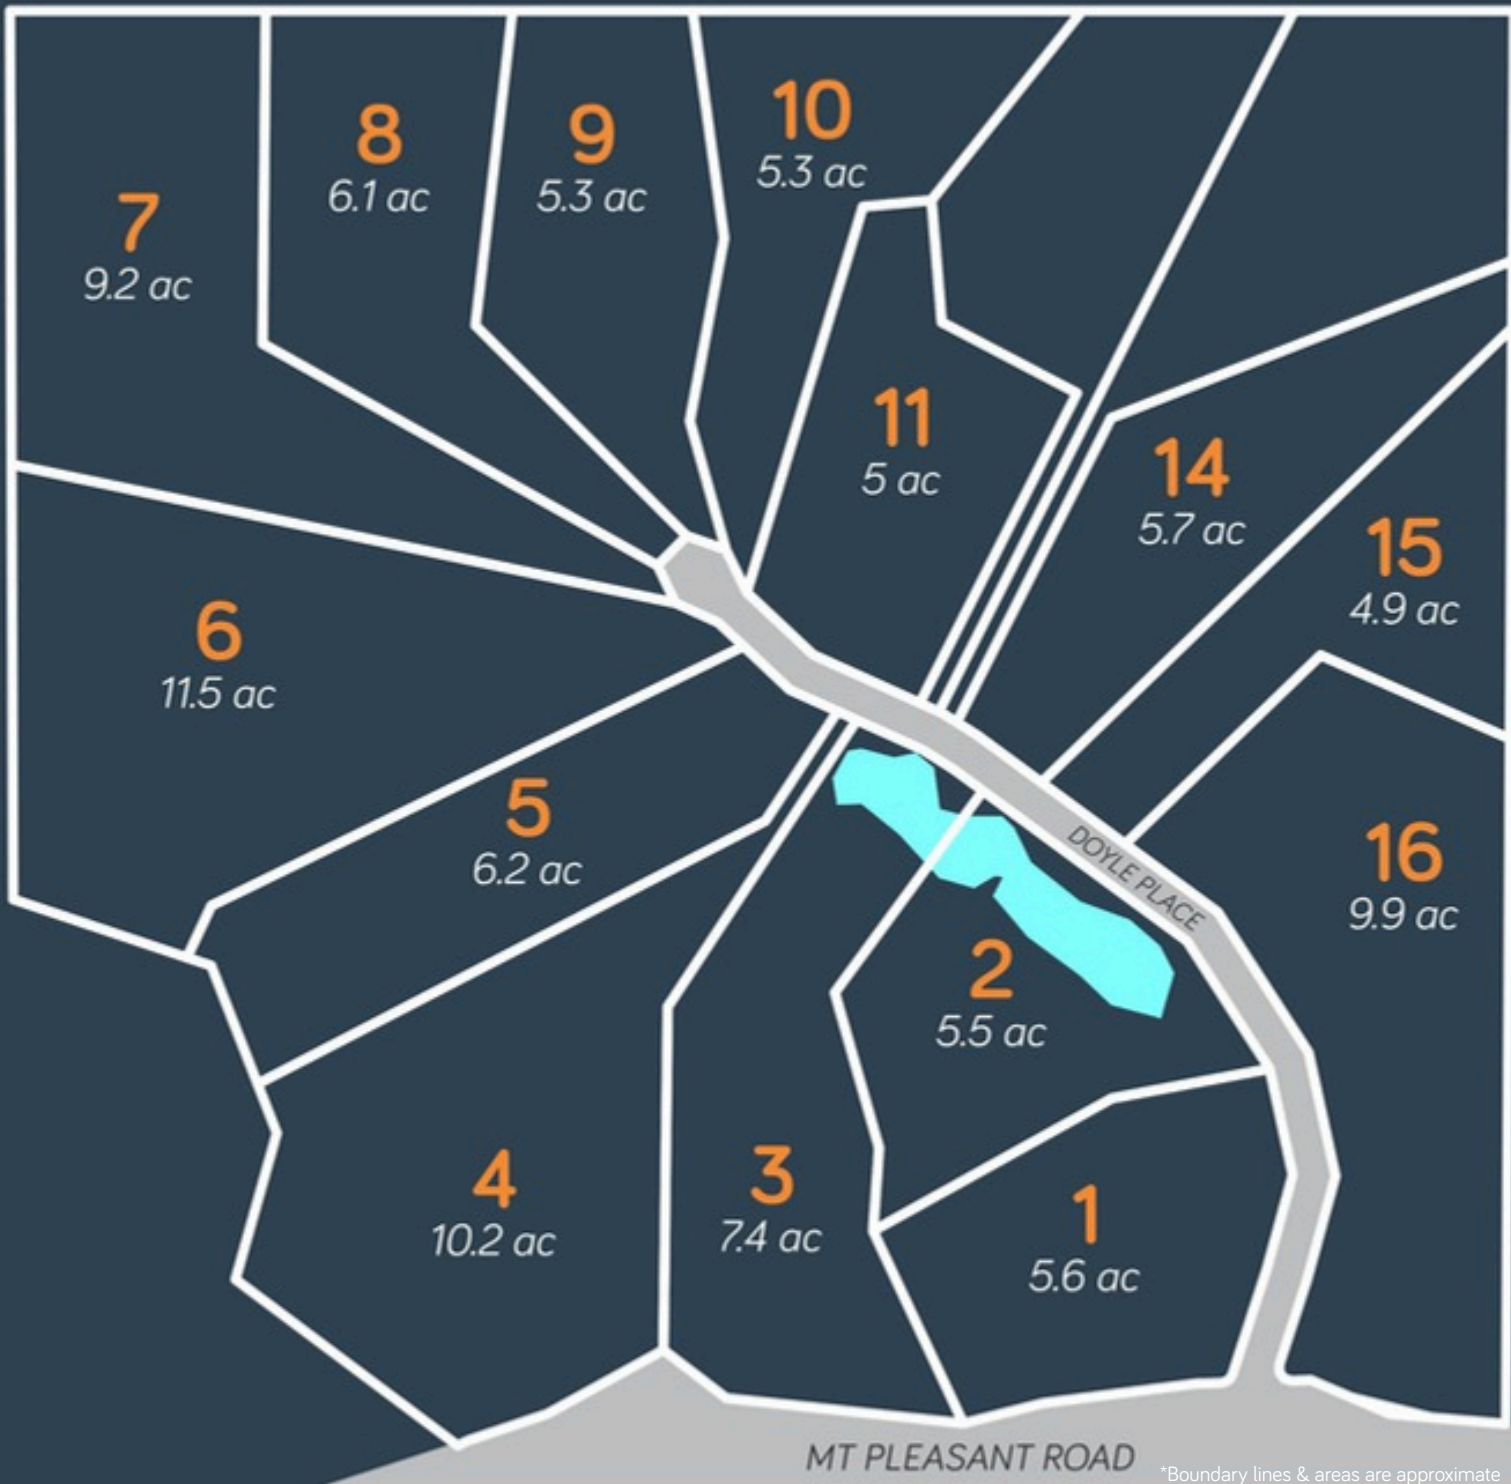 10
5.3 ac
8
6.1 ac
9
5.3 ac
7
9.2 ac
11
5 ac
14
5.7 ac
15
4.9 ac
6
11.5 ac
5
6.2 ac
DOYLE PLACE
16
9.9 ac
2
5.5 ac
4
10.2 ac
3
7.4 ac
1
5.6 ac
MT PLEASANT ROAD
*Boundary lines & areas are approximate